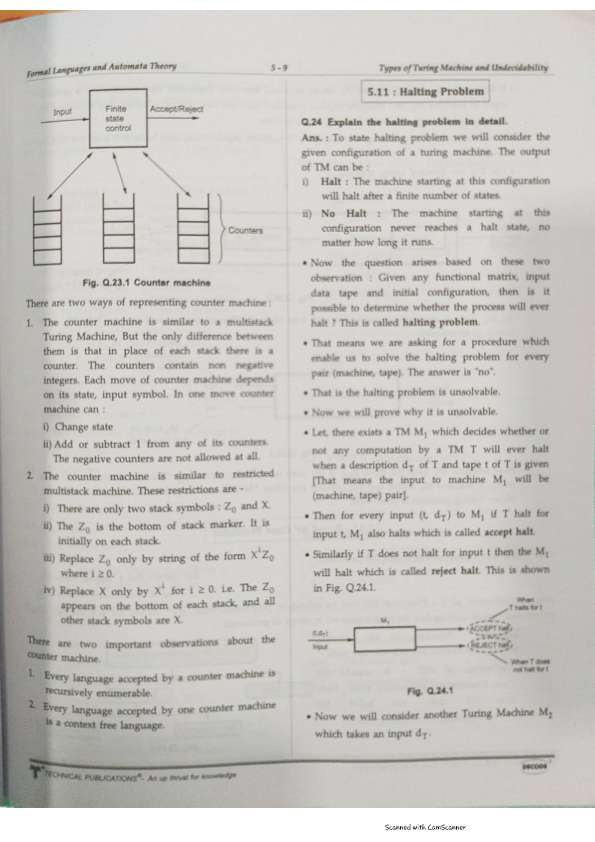 Formal Languages and Automata Theory
5 - 9
Types of Turing Machine and Undecidability
Input
Finite
state
control
Accept/Reject
Counters
Fig. Q.23.1 Counter machine
There are two ways of representing counter machine :
1. The counter machine is similar to a multistack
Turing Machine, But the only difference between
them is that in place of each stack there is a
counter. The counters contain non negative
integers. Each move of counter machine depends
on its state, input symbol. In one move counter
machine can :
i) Change state
ii) Add or subtract 1 from any of its counters.
The negative counters are not allowed at all.
2. The counter machine is similar to restricted
multistack machine. These restrictions are -
i) There are only two stack symbols : Z₀ and X.
ii) The Z₀ is the bottom of stack marker. It is
initially on each stack.
iii) Replace Z₀ only by string of the form XⁱZ₀
where i ≥ 0.
iv) Replace X only by Xⁱ for i ≥ 0. i.e. The Z₀
appears on the bottom of each stack, and all
other stack symbols are X.
There are two important observations about the
counter machine.
1. Every language accepted by a counter machine is
recursively enumerable.
2. Every language accepted by one counter machine
is a context free language.
5.11 : Halting Problem
Q.24 Explain the halting problem in detail.
Ans. : To state halting problem we will consider the
given configuration of a turing machine. The output
of TM can be :
i) Halt : The machine starting at this configuration
will halt after a finite number of states.
ii) No Halt : The machine starting at this
configuration never reaches a halt state, no
matter how long it runs.
• Now the question arises based on these two
observation : Given any functional matrix, input
data tape and initial configuration, then is it
possible to determine whether the process will ever
halt ? This is called halting problem.
• That means we are asking for a procedure which
enable us to solve the halting problem for every
pair (machine, tape). The answer is "no".
• That is the halting problem is unsolvable.
• Now we will prove why it is unsolvable.
• Let, there exists a TM M₁ which decides whether or
not any computation by a TM T will ever halt
when a description d_T of T and tape t of T is given
[That means the input to machine M₁ will be
(machine, tape) pair].
• Then for every input (t, d_T) to M₁ if T halt for
input t, M₁ also halts which is called accept halt.
• Similarly if T does not halt for input t then the M₁
will halt which is called reject halt. This is shown
in Fig. Q.24.1.
When
T halts for t
M₁
ACCEPT halt
(t,d_T)
Input
REJECT halt
When T does
not halt for t
Fig. Q.24.1
• Now we will consider another Turing Machine M₂
which takes an input d_T.
TECHNICAL PUBLICATIONS® - An up thrust for knowledge
DECODE
Scanned with CamScanner